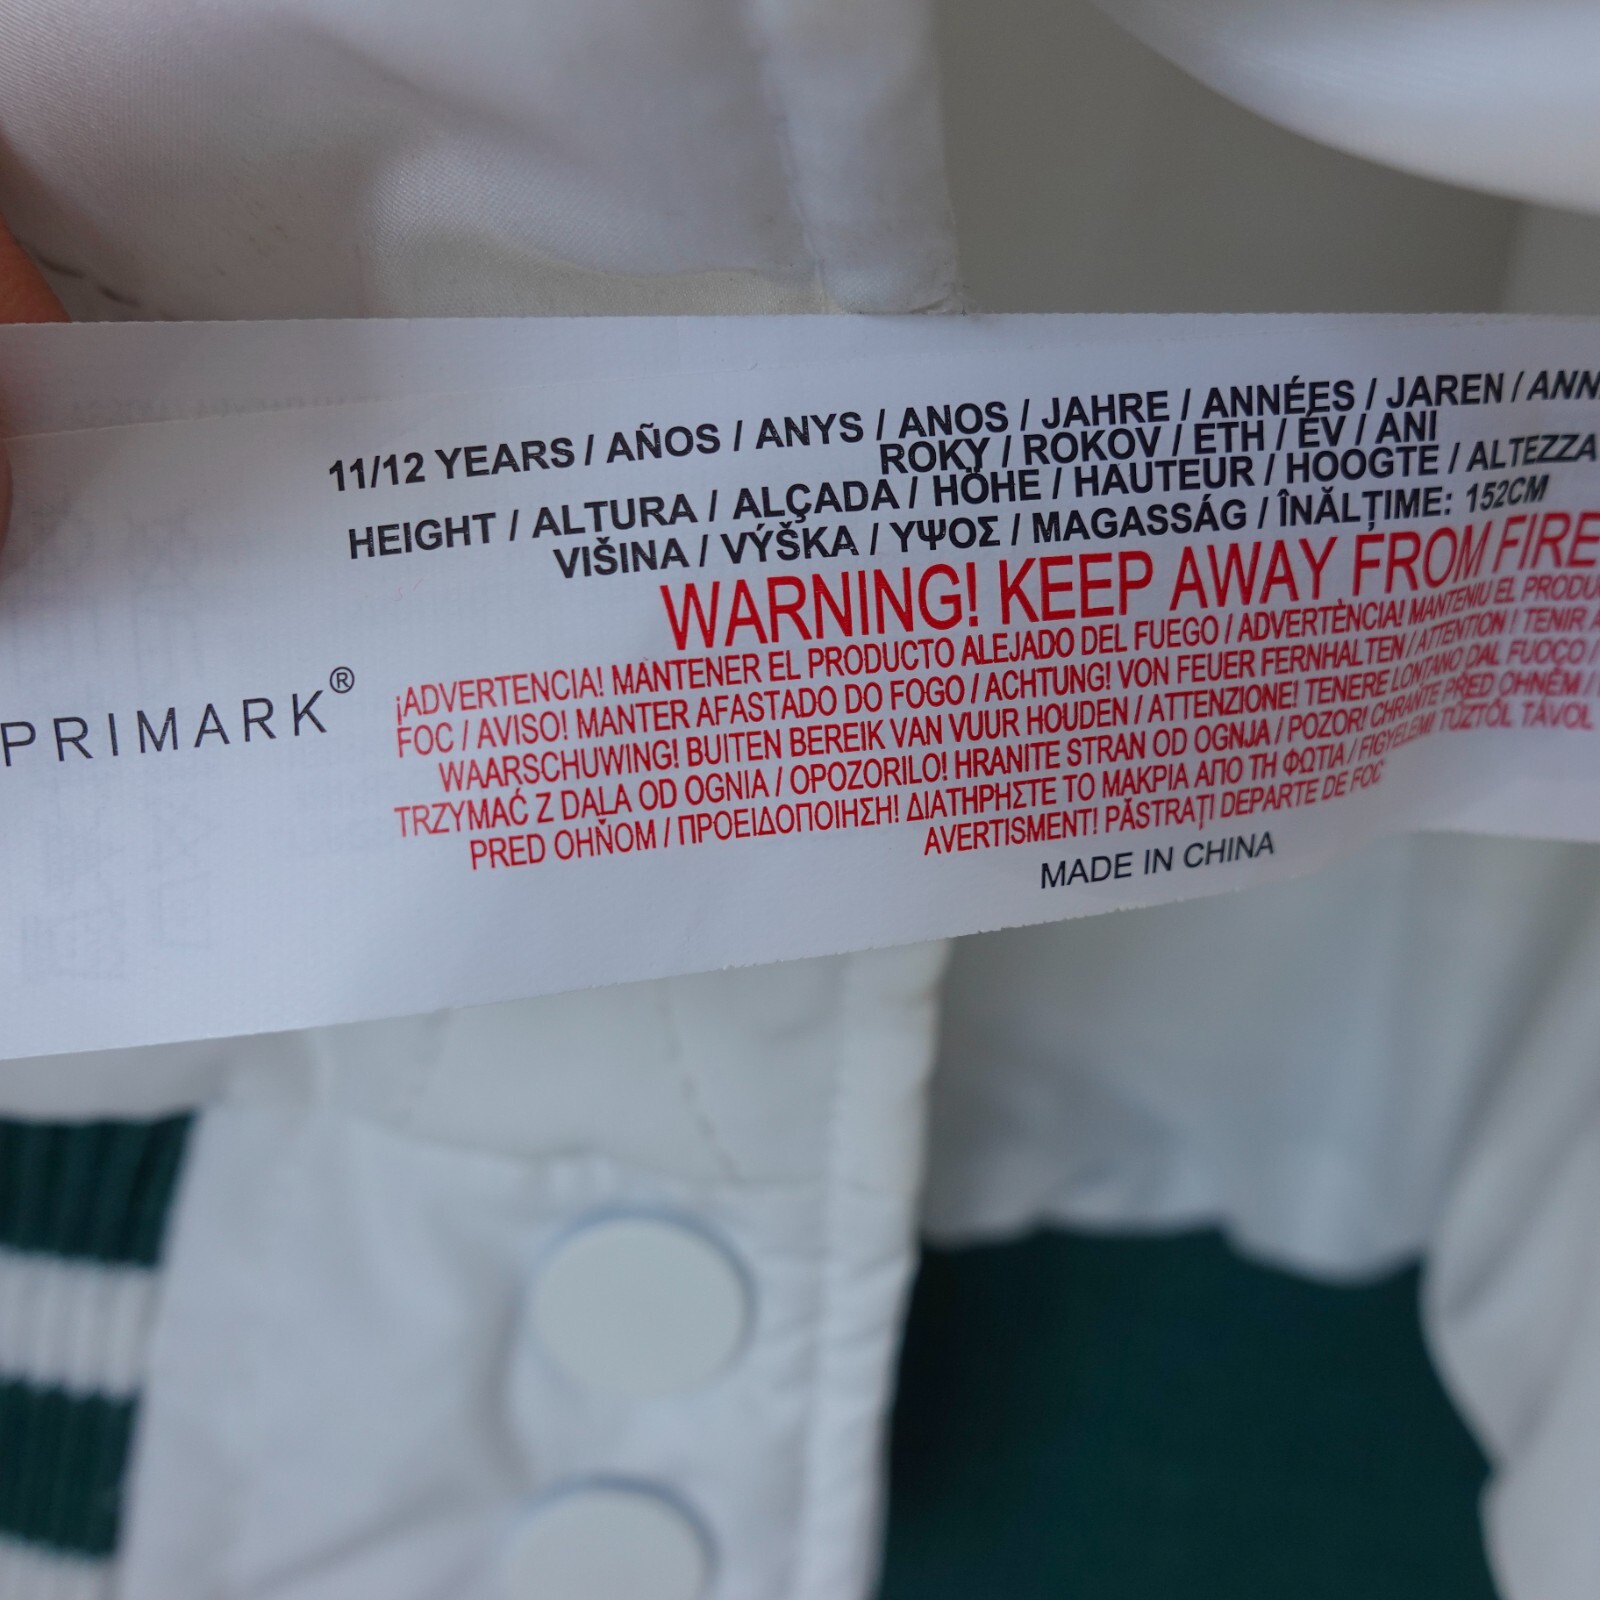 11/12 YEARS / AÑOS / ANYS / ANOS / JAHRE / ANNÉES / JAREN /
ROKY / ROKOV / ΕΤΗ / ÉV / ANI
HEIGHT / ALTURA / ALÇADA / HÖHE / HAUTEUR / HOOGTE / ALTEZZA
VIŠINA / VÝŠKA / ΥΨΟΣ / MAGASSÁG / ÎNĂLȚIME: 152CM
WARNING! KEEP AWAY FROM FIRE
¡ADVERTENCIA! MANTENER EL PRODUCTO ALEJADO DEL FUEGO / ADVERTÈNCIA! MANTENIU EL
FOC / AVISO! MANTER AFASTADO DO FOGO / ACHTUNG! VON FEUER FERNHALTEN / ATTENTION ! TENIR
WAARSCHUWING! BUITEN BEREIK VAN VUUR HOUDEN / ATTENZIONE! TENERE LONTANO DAL FUOCO /
TRZYMAĆ Z DALA OD OGNIA / OPOZORILO! HRANITE STRAN OD OGNJA / POZOR! CHRAŇTE PŘED OHNĚM /
PRED OHŇOM / ΠΡΟΕΙΔΟΠΟΙΗΣΗ! ΔΙΑΤΗΡΗΣΤΕ ΤΟ ΜΑΚΡΙΑ ΑΠΟ ΤΗ ΦΩΤΙΑ / FIGYELEM! TŰZTŐL TÁVOL
AVERTISMENT! PĂSTRAȚI DEPARTE DE FOC
MADE IN CHINA
PRIMARK®